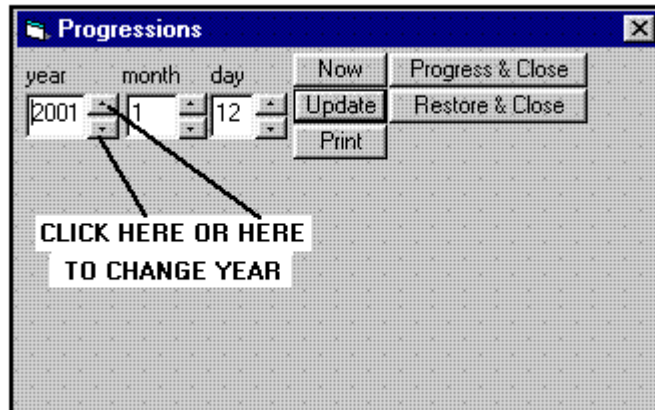 Progressions
year month day Now Progress & Close
2001 1 12 Update Restore & Close
Print
CLICK HERE OR HERE
TO CHANGE YEAR